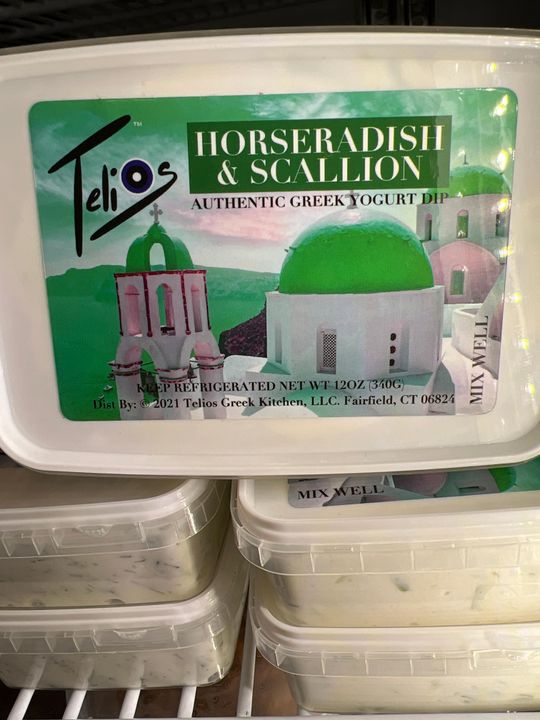 Telios™
HORSERADISH
& SCALLION
AUTHENTIC GREEK YOGURT DIP
KEEP REFRIGERATED NET WT 12OZ (340G)
Dist By: © 2021 Telios Greek Kitchen, LLC. Fairfield, CT 06824
MIX WELL
MIX WELL